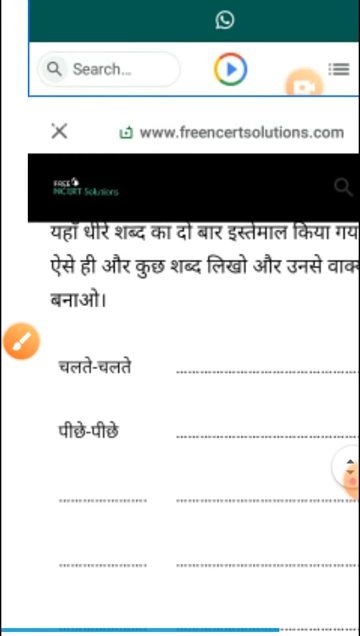 Search...
www.freencertsolutions.com
FREE
NCERT Solutions
यहाँ धीरे शब्द का दो बार इस्तेमाल किया गय
ऐसे ही और कुछ शब्द लिखो और उनसे वाक
बनाओ।
चलते-चलते ........................................
पीछे-पीछे ........................................
.................... ........................................
.................... ........................................